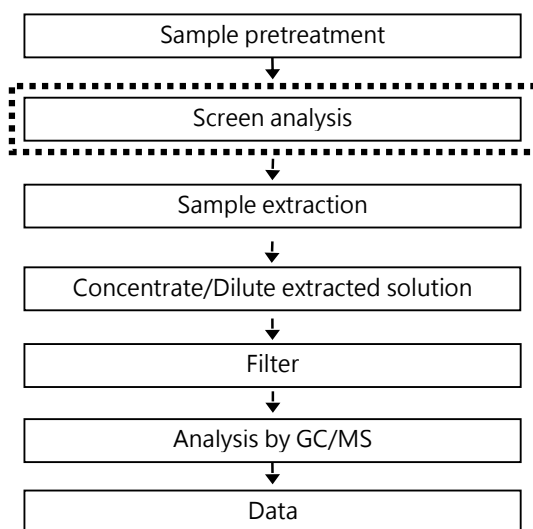 Sample pretreatment
Screen analysis
Sample extraction
Concentrate/Dilute extracted solution
Filter
Analysis by GC/MS
Data